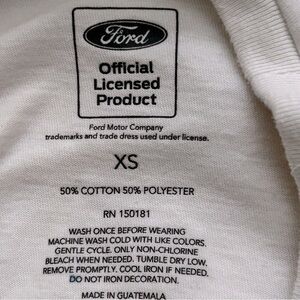 Ford
Official
Licensed
Product
Ford Motor Company
trademarks and trade dress used under license.
XS
50% COTTON 50% POLYESTER
RN 150181
WASH ONCE BEFORE WEARING
MACHINE WASH COLD WITH LIKE COLORS.
GENTLE CYCLE. ONLY NON-CHLORINE
BLEACH WHEN NEEDED. TUMBLE DRY LOW.
REMOVE PROMPTLY. COOL IRON IF NEEDED.
DO NOT IRON DECORATION.
MADE IN GUATEMALA